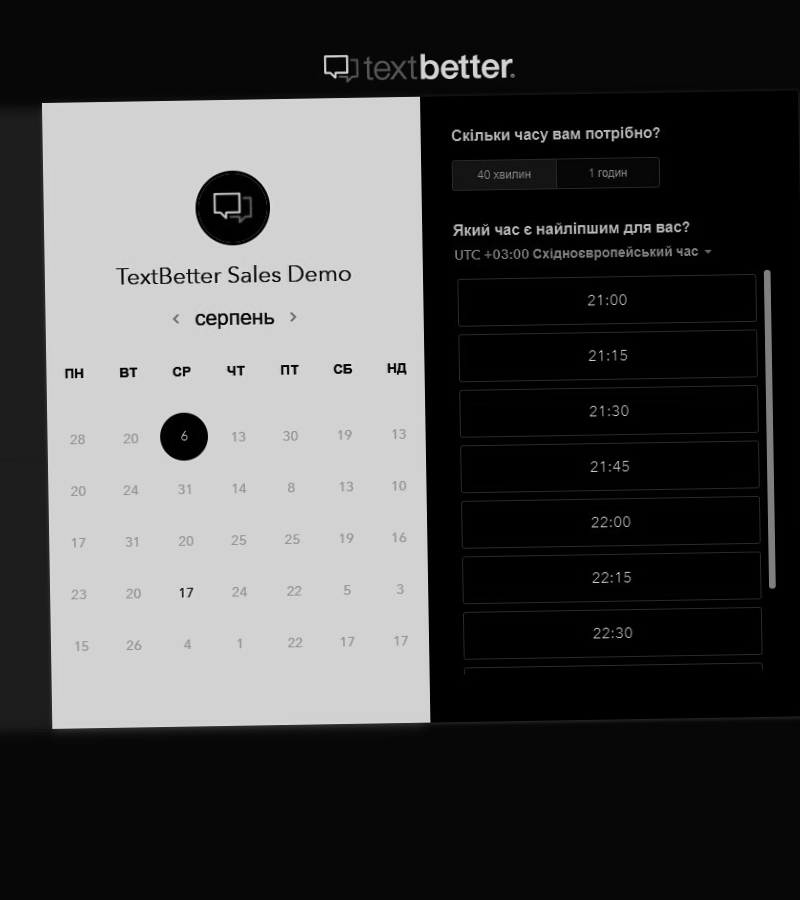 textbetter.
TextBetter Sales Demo
серпень
ПН ВТ СР ЧТ ПТ СБ НД
28 20 6 13 30 19 13
20 24 31 14 8 13 10
17 31 20 25 25 19 16
23 20 17 24 22 5 3
15 26 4 1 22 17 17
Скільки часу вам потрібно?
40 хвилин 1 годин
Який час є найліпшим для вас?
UTC +03:00 Східноєвропейський час
21:00
21:15
21:30
21:45
22:00
22:15
22:30